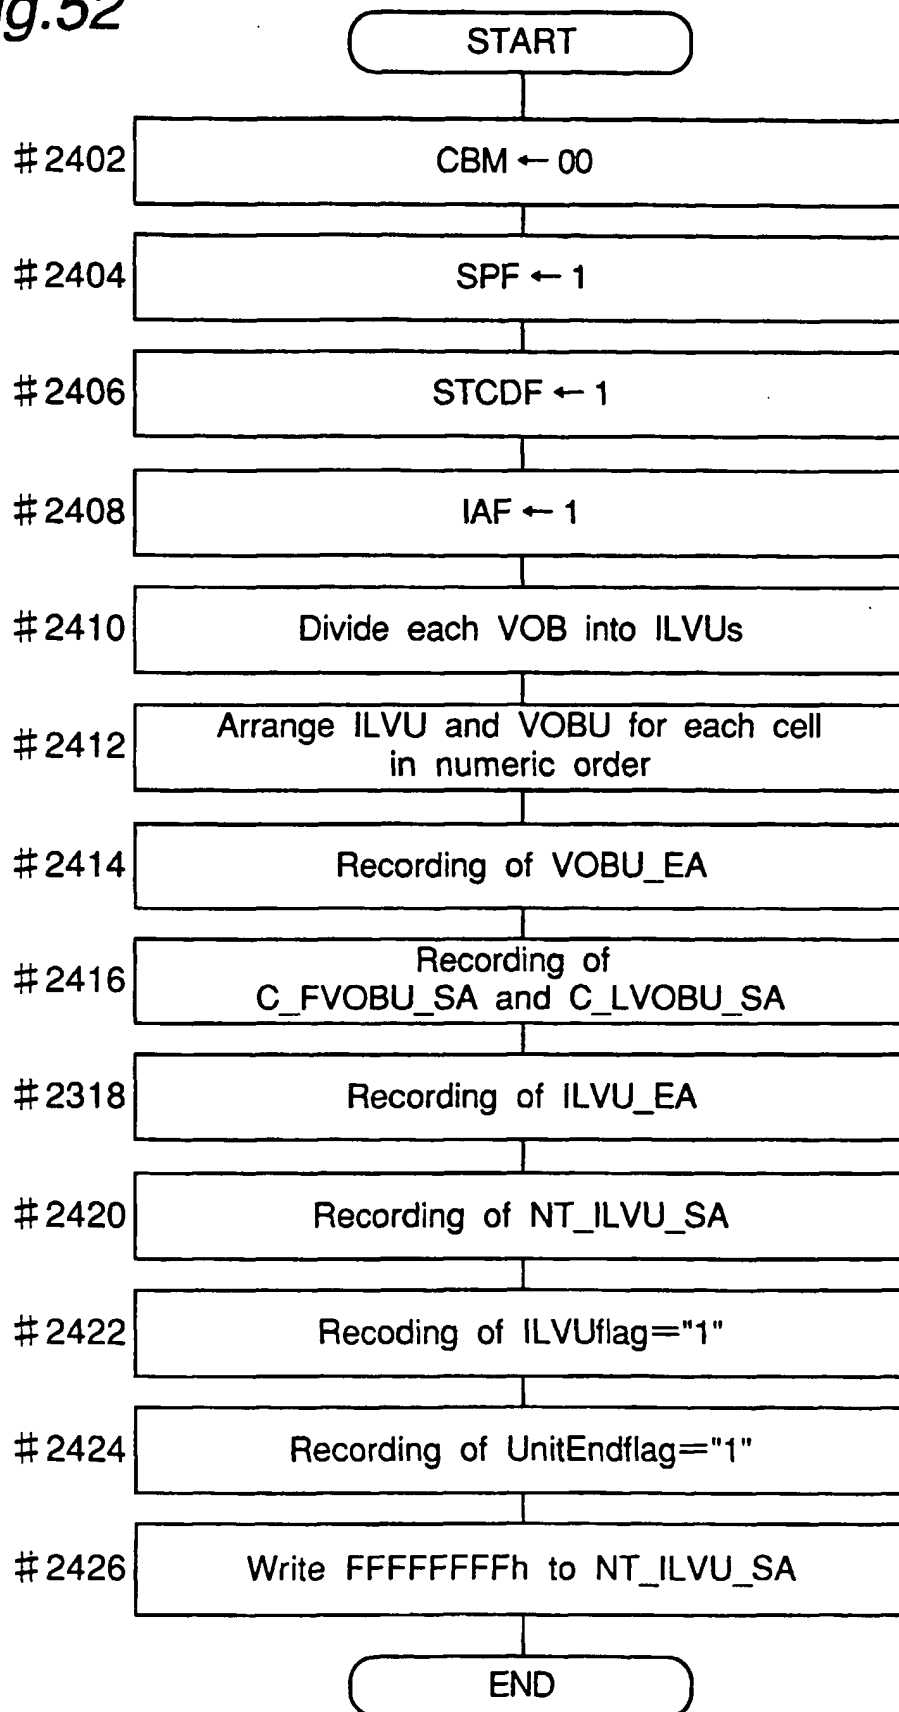 g.52
START
#2402 CBM ← 00
#2404 SPF ← 1
#2406 STCDF ← 1
#2408 IAF ← 1
#2410 Divide each VOB into ILVUs
#2412 Arrange ILVU and VOBU for each cell
in numeric order
#2414 Recording of VOBU_EA
#2416 Recording of
C_FVOBU_SA and C_LVOBU_SA
#2318 Recording of ILVU_EA
#2420 Recording of NT_ILVU_SA
#2422 Recoding of ILVUflag="1"
#2424 Recording of UnitEndflag="1"
#2426 Write FFFFFFFFh to NT_ILVU_SA
END